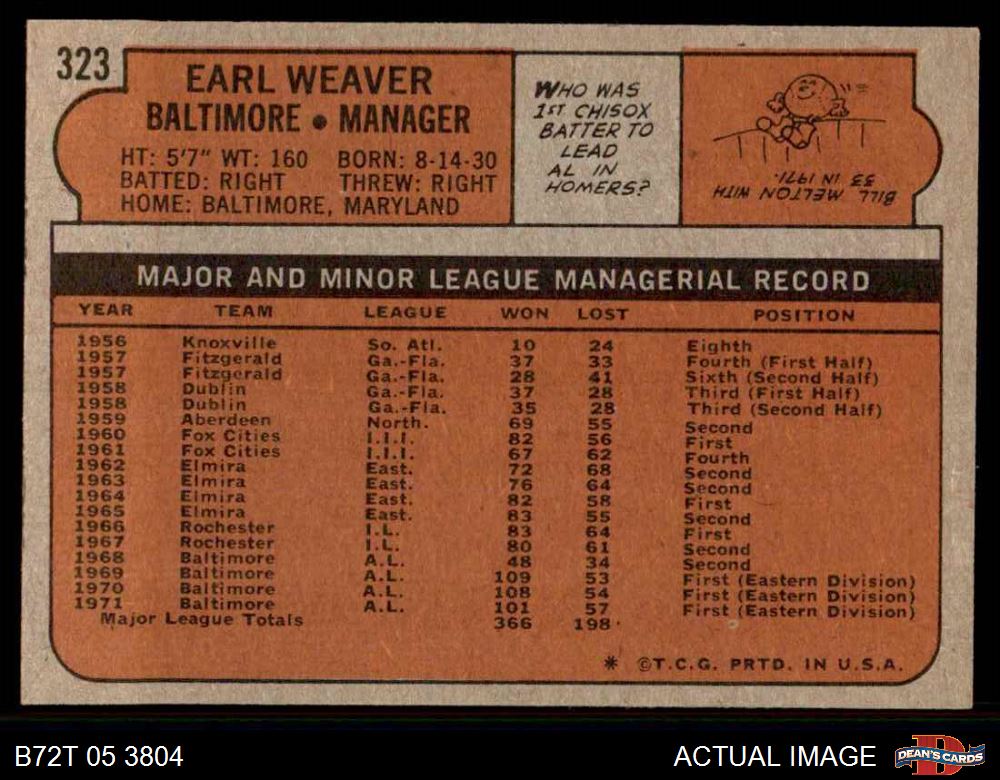 323
EARL WEAVER
BALTIMORE • MANAGER
HT: 5'7" WT: 160 BORN: 8-14-30
BATTED: RIGHT THREW: RIGHT
HOME: BALTIMORE, MARYLAND
WHO WAS
1ST CHISOX
BATTER TO
LEAD
AL IN
HOMERS?
BILL MELTON WITH
33 IN 1971.
MAJOR AND MINOR LEAGUE MANAGERIAL RECORD
YEAR TEAM LEAGUE WON LOST POSITION
1956 Knoxville So. Atl. 10 24 Eighth
1957 Fitzgerald Ga.-Fla. 37 33 Fourth (First Half)
1957 Fitzgerald Ga.-Fla. 28 41 Sixth (Second Half)
1958 Dublin Ga.-Fla. 37 28 Third (First Half)
1958 Dublin Ga.-Fla. 35 28 Third (Second Half)
1959 Aberdeen North. 69 55 Second
1960 Fox Cities I.I.I. 82 56 First
1961 Fox Cities I.I.I. 67 62 Fourth
1962 Elmira East. 72 68 Second
1963 Elmira East. 76 64 Second
1964 Elmira East. 82 58 First
1965 Elmira East. 83 55 Second
1966 Rochester I.L. 83 64 First
1967 Rochester I.L. 80 61 Second
1968 Baltimore A.L. 48 34 Second
1969 Baltimore A.L. 109 53 First (Eastern Division)
1970 Baltimore A.L. 108 54 First (Eastern Division)
1971 Baltimore A.L. 101 57 First (Eastern Division)
Major League Totals 366 198
* ©T.C.G. PRTD. IN U.S.A.
B72T 05 3804 ACTUAL IMAGE D DEAN'S CARDS